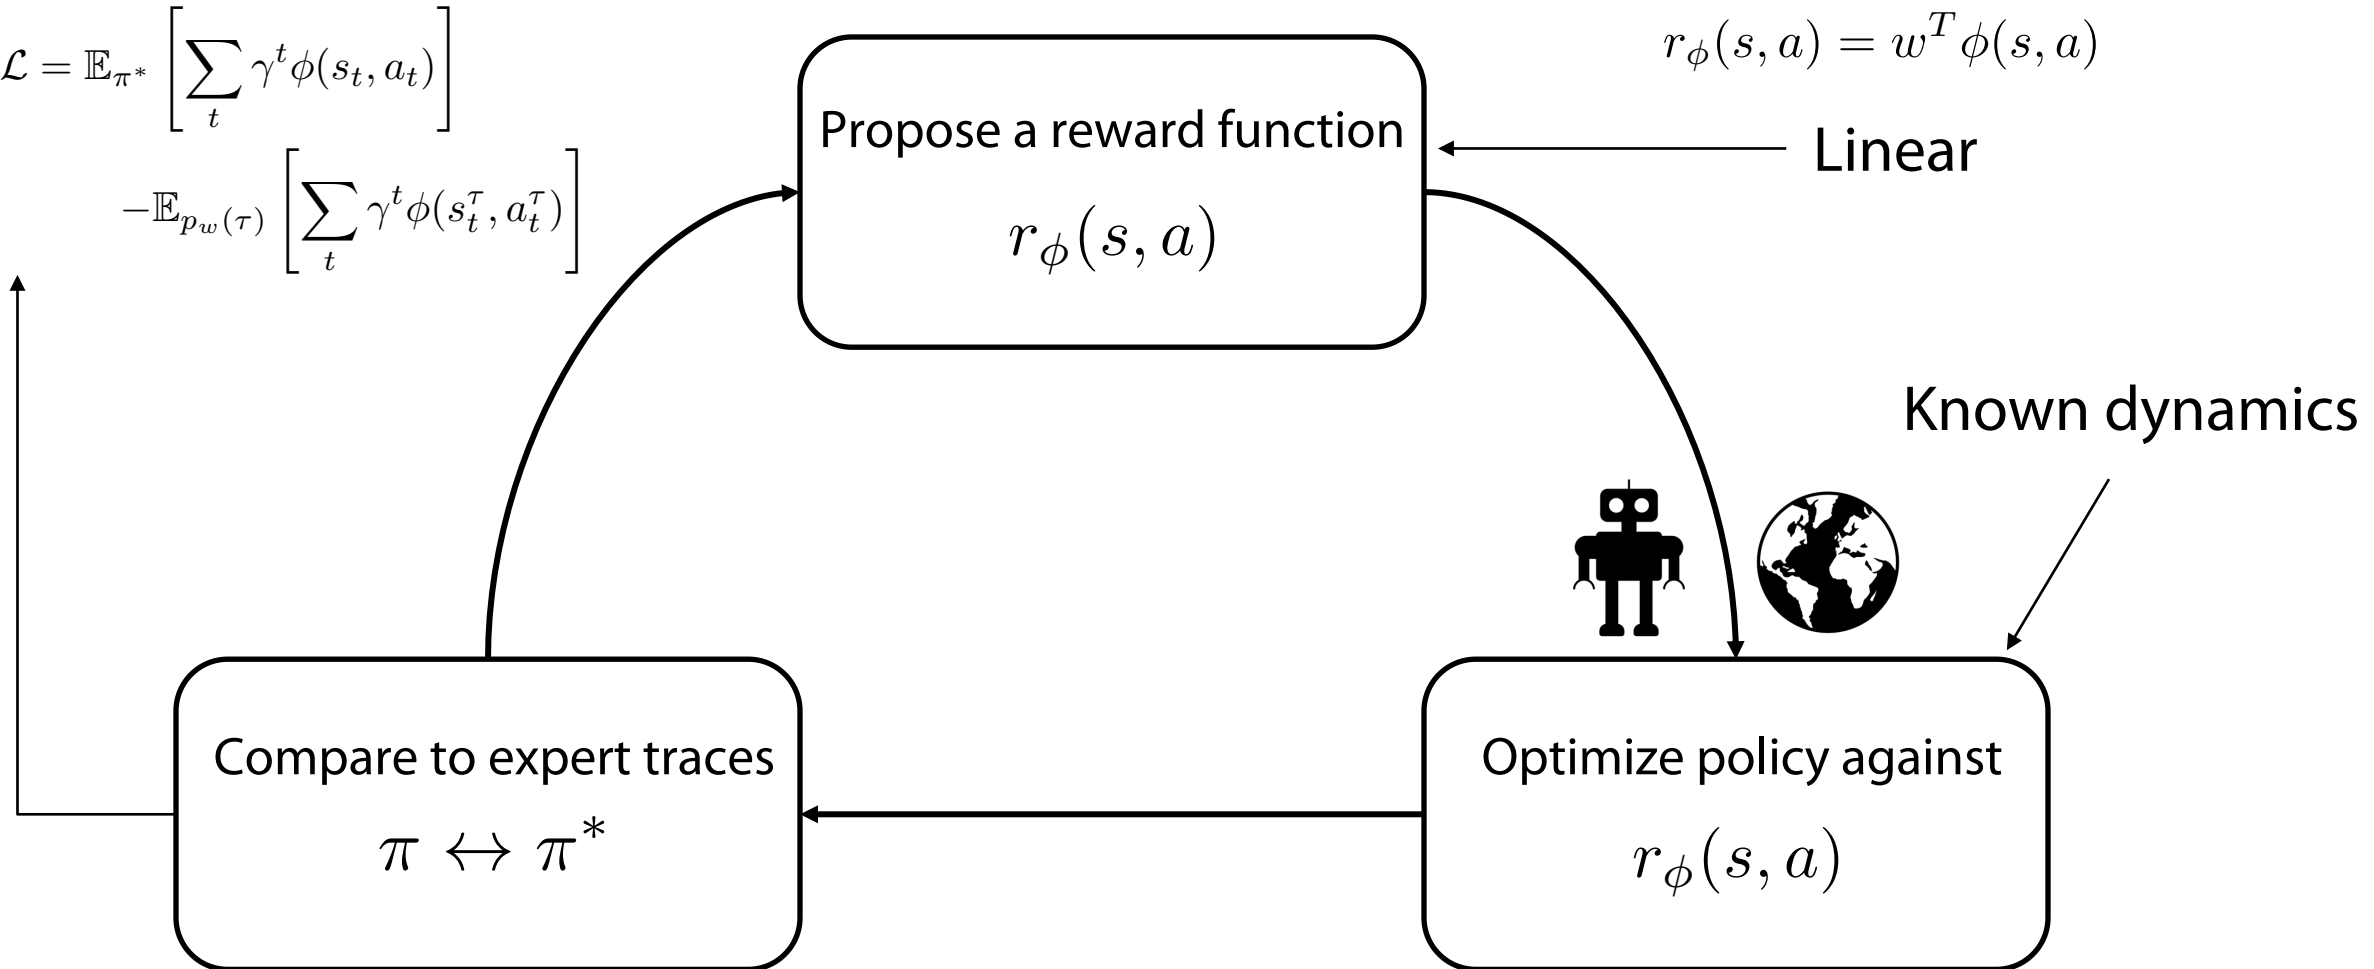 $\mathcal{L} = \mathbb{E}_{\pi^*} \left[ \sum_t \gamma^t \phi(s_t, a_t) \right]$
$-\mathbb{E}_{p_w(\tau)} \left[ \sum_t \gamma^t \phi(s_t^\tau, a_t^\tau) \right]$
Propose a reward function
$r_\phi(s, a)$
$r_\phi(s, a) = w^T \phi(s, a)$
Linear
Known dynamics
Compare to expert traces
$\pi \leftrightarrow \pi^*$
Optimize policy against
$r_\phi(s, a)$